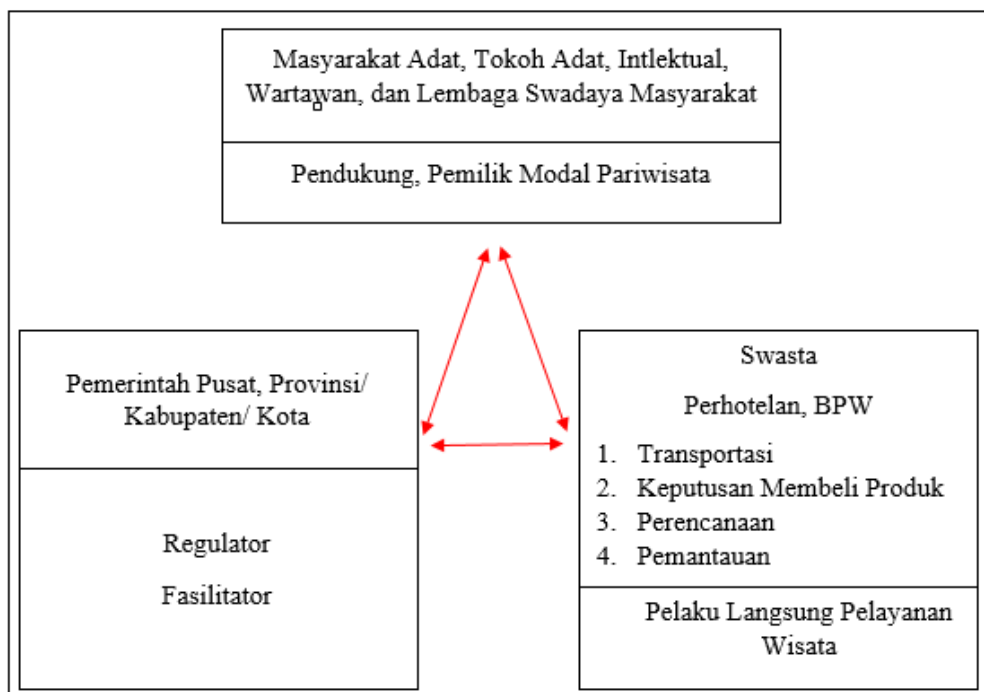 Masyarakat Adat, Tokoh Adat, Intlektual,
Wartawan, dan Lembaga Swadaya Masyarakat
Pendukung, Pemilik Modal Pariwisata
Pemerintah Pusat, Provinsi/
Kabupaten/ Kota
Regulator
Fasilitator
Swasta
Perhotelan, BPW
1. Transportasi
2. Keputusan Membeli Produk
3. Perencanaan
4. Pemantauan
Pelaku Langsung Pelayanan
Wisata